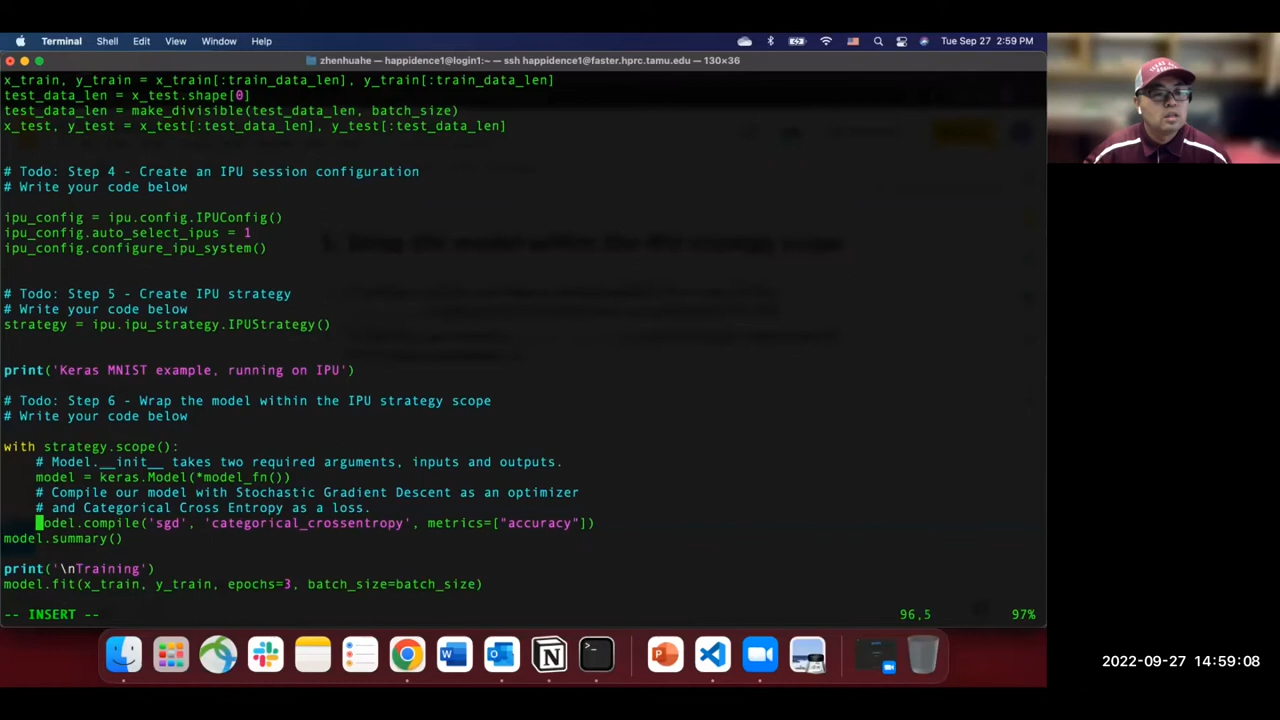 Terminal Shell Edit View Window Help
Tue Sep 27 2:59 PM
zhenhuahe — happidence1@login1:~ — ssh happidence1@faster.hprc.tamu.edu — 130×36
x_train, y_train = x_train[:train_data_len], y_train[:train_data_len]
test_data_len = x_test.shape[0]
test_data_len = make_divisible(test_data_len, batch_size)
x_test, y_test = x_test[:test_data_len], y_test[:test_data_len]
# Todo: Step 4 - Create an IPU session configuration
# Write your code below
ipu_config = ipu.config.IPUConfig()
ipu_config.auto_select_ipus = 1
ipu_config.configure_ipu_system()
# Todo: Step 5 - Create IPU strategy
# Write your code below
strategy = ipu.ipu_strategy.IPUStrategy()
print('Keras MNIST example, running on IPU')
# Todo: Step 6 - Wrap the model within the IPU strategy scope
# Write your code below
with strategy.scope():
# Model.__init__ takes two required arguments, inputs and outputs.
model = keras.Model(*model_fn())
# Compile our model with Stochastic Gradient Descent as an optimizer
# and Categorical Cross Entropy as a loss.
model.compile('sgd', 'categorical_crossentropy', metrics=["accuracy"])
model.summary()
print('\nTraining')
model.fit(x_train, y_train, epochs=3, batch_size=batch_size)
-- INSERT -- 96,5 97%
2022-09-27 14:59:08